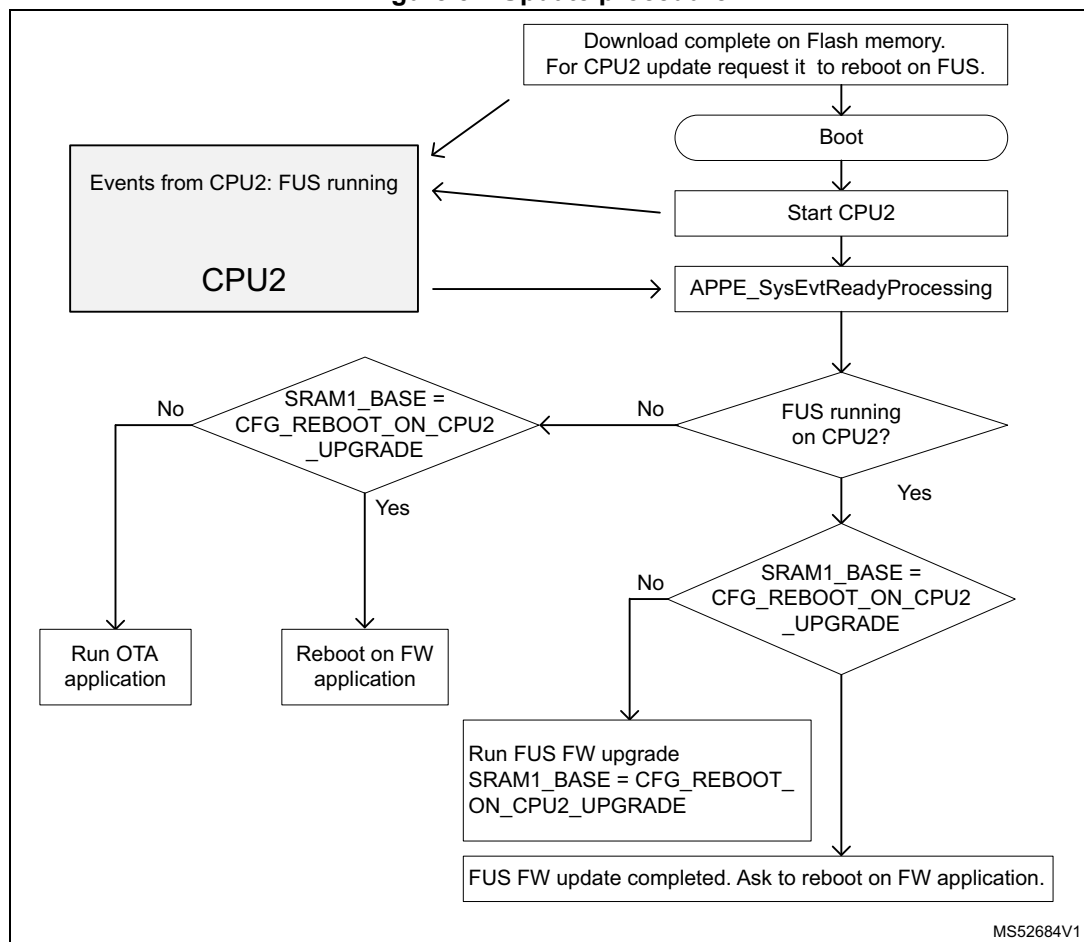 Download complete on Flash memory.
For CPU2 update request it to reboot on FUS.
Boot
Events from CPU2: FUS running
CPU2
Start CPU2
APPE_SysEvtReadyProcessing
FUS running
on CPU2?
No
Yes
SRAM1_BASE =
CFG_REBOOT_ON_CPU2
_UPGRADE
No
Yes
Run OTA
application
Reboot on FW
application
SRAM1_BASE =
CFG_REBOOT_ON_CPU2
_UPGRADE
No
Run FUS FW upgrade
SRAM1_BASE = CFG_REBOOT_
ON_CPU2_UPGRADE
FUS FW update completed. Ask to reboot on FW application.
MS52684V1